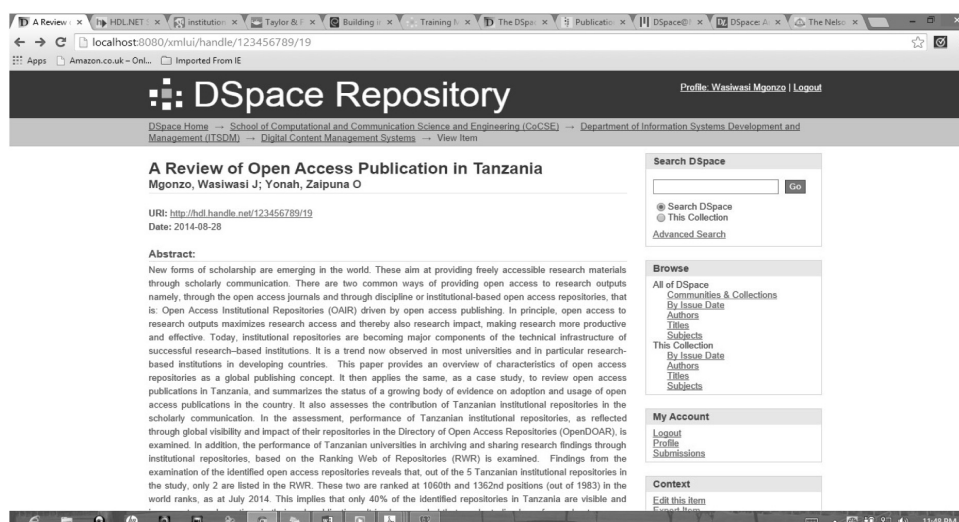 A Review
HDL.NET
institution
Taylor & F
Building
Training
The DSpac
Publicatio
DSpace@
DSpace: A
The Nelso
localhost:8080/xmlui/handle/123456789/19
Apps Amazon.co.uk – Onl... Imported From IE
DSpace Repository
Profile: Wasiwasi Mgonzo | Logout
DSpace Home → School of Computational and Communication Science and Engineering (CoCSE) → Department of Information Systems Development and
Management (ITSDM) → Digital Content Management Systems → View Item
A Review of Open Access Publication in Tanzania
Mgonzo, Wasiwasi J; Yonah, Zaipuna O
URI: http://hdl.handle.net/123456789/19
Date: 2014-08-28
Abstract:
New forms of scholarship are emerging in the world. These aim at providing freely accessible research materials
through scholarly communication. There are two common ways of providing open access to research outputs
namely, through the open access journals and through discipline or institutional-based open access repositories, that
is: Open Access Institutional Repositories (OAIR) driven by open access publishing. In principle, open access to
research outputs maximizes research access and thereby also research impact, making research more productive
and effective. Today, institutional repositories are becoming major components of the technical infrastructure of
successful research–based institutions. It is a trend now observed in most universities and in particular research-
based institutions in developing countries. This paper provides an overview of characteristics of open access
repositories as a global publishing concept. It then applies the same, as a case study, to review open access
publications in Tanzania, and summarizes the status of a growing body of evidence on adoption and usage of open
access publications in the country. It also assesses the contribution of Tanzanian institutional repositories in the
scholarly communication. In the assessment, performance of Tanzanian institutional repositories, as reflected
through global visibility and impact of their repositories in the Directory of Open Access Repositories (OpenDOAR), is
examined. In addition, the performance of Tanzanian universities in archiving and sharing research findings through
institutional repositories, based on the Ranking Web of Repositories (RWR) is examined. Findings from the
examination of the identified open access repositories reveals that, out of the 5 Tanzanian institutional repositories in
the study, only 2 are listed in the RWR. These two are ranked at 1060th and 1362nd positions (out of 1983) in the
world ranks, as at July 2014. This implies that only 40% of the identified repositories in Tanzania are visible and
Search DSpace
Go
Search DSpace
This Collection
Advanced Search
Browse
All of DSpace
Communities & Collections
By Issue Date
Authors
Titles
Subjects
This Collection
By Issue Date
Authors
Titles
Subjects
My Account
Logout
Profile
Submissions
Context
Edit this item
Export Item
11:48 PM